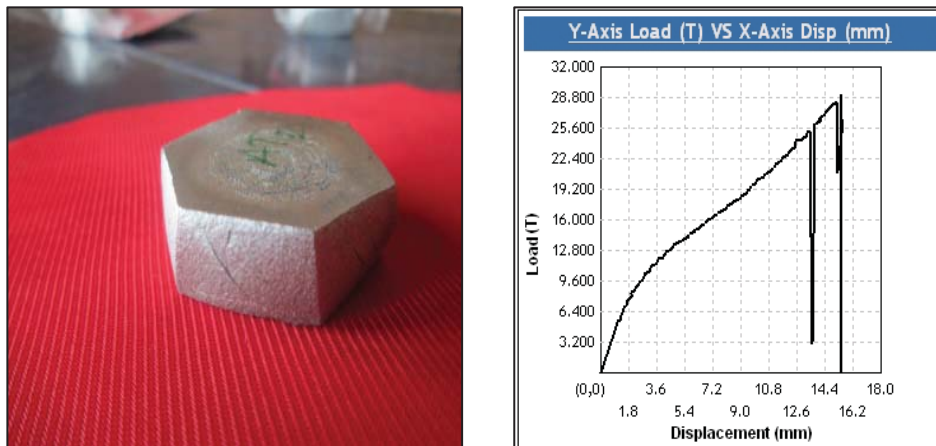 Y-Axis Load (T) VS X-Axis Disp (mm)
32.000
28.800
25.600
22.400
19.200
16.000
12.800
9.600
6.400
3.200
Load (T)
(0,0) 3.6 7.2 10.8 14.4 18.0
1.8 5.4 9.0 12.6 16.2
Displacement (mm)